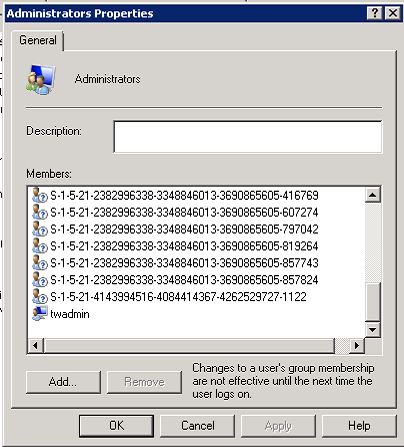 Administrators Properties
General
Administrators
Description:
Members:
S-1-5-21-2382996338-3348846013-3690865605-416769
S-1-5-21-2382996338-3348846013-3690865605-607274
S-1-5-21-2382996338-3348846013-3690865605-797042
S-1-5-21-2382996338-3348846013-3690865605-819264
S-1-5-21-2382996338-3348846013-3690865605-857743
S-1-5-21-2382996338-3348846013-3690865605-857824
S-1-5-21-4143994516-4084414367-4262529727-1122
twadmin
Add...
Remove
Changes to a user's group membership
are not effective until the next time the
user logs on.
OK
Cancel
Apply
Help